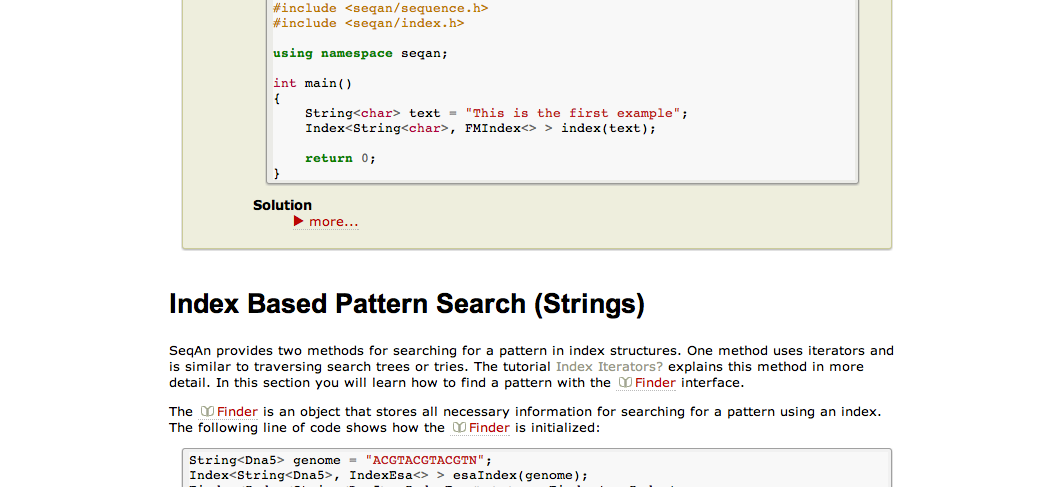 #include <seqan/sequence.h>
#include <seqan/index.h>
using namespace seqan;
int main()
{
    String<char> text = "This is the first example";
    Index<String<char>, FMIndex<> > index(text);
    return 0;
}
Solution
more...
Index Based Pattern Search (Strings)
SeqAn provides two methods for searching for a pattern in index structures. One method uses iterators and
is similar to traversing search trees or tries. The tutorial Index Iterators? explains this method in more
detail. In this section you will learn how to find a pattern with the Finder interface.
The Finder is an object that stores all necessary information for searching for a pattern using an index.
The following line of code shows how the Finder is initialized:
String<Dna5> genome = "ACGTACGTACGTN";
Index<String<Dna5>, IndexEsa<> > esaIndex(genome);